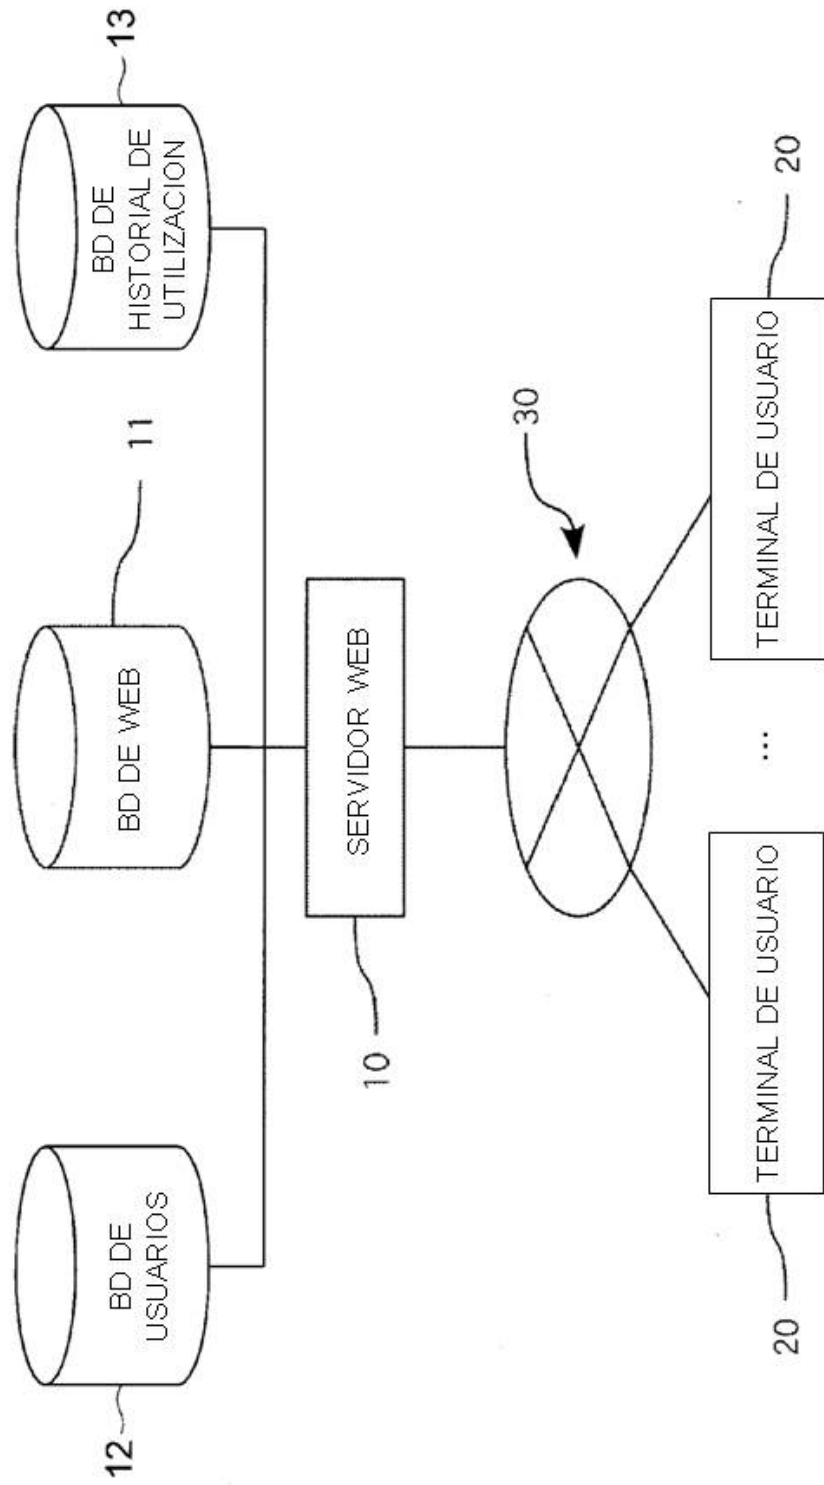 12
BD DE
USUARIOS
BD DE WEB
11
BD DE
HISTORIAL DE
UTILIZACION
13
10
SERVIDOR WEB
30
20
TERMINAL DE USUARIO
...
TERMINAL DE USUARIO
20